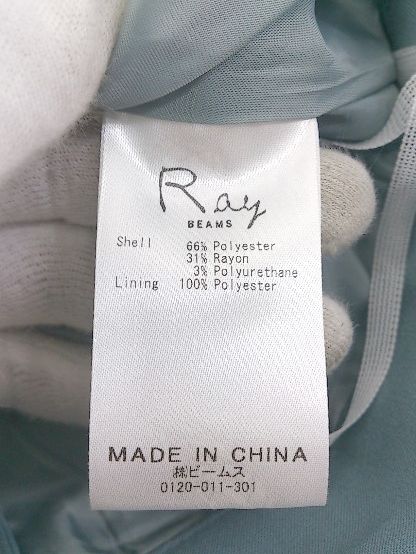 Ray
BEAMS
Shell 66% Polyester
31% Rayon
3% Polyurethane
Lining 100% Polyester
MADE IN CHINA
㈱ビームス
0120-011-301